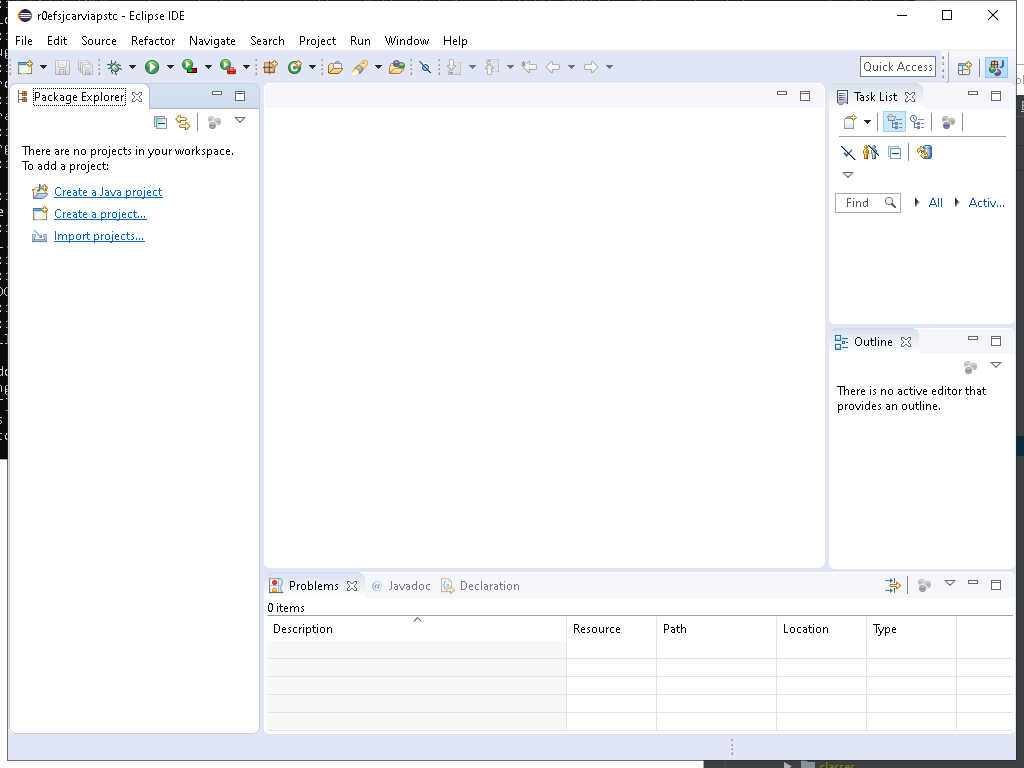 r0efsjcarviapstc - Eclipse IDE
File Edit Source Refactor Navigate Search Project Run Window Help
Quick Access
Package Explorer
There are no projects in your workspace.
To add a project:
Create a Java project
Create a project...
Import projects...
Task List
Find All Activ...
Outline
There is no active editor that
provides an outline.
Problems @ Javadoc Declaration
0 items
Description Resource Path Location Type
classes